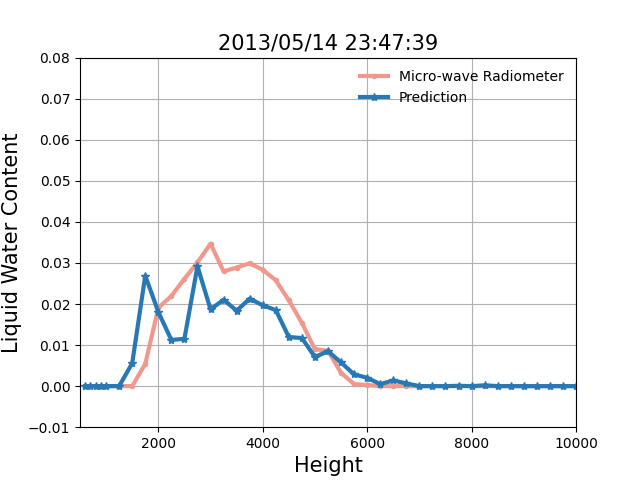 2013/05/14 23:47:39
Micro-wave Radiometer
Prediction
Liquid Water Content
0.08
0.07
0.06
0.05
0.04
0.03
0.02
0.01
0.00
−0.01
2000 4000 6000 8000 10000
Height